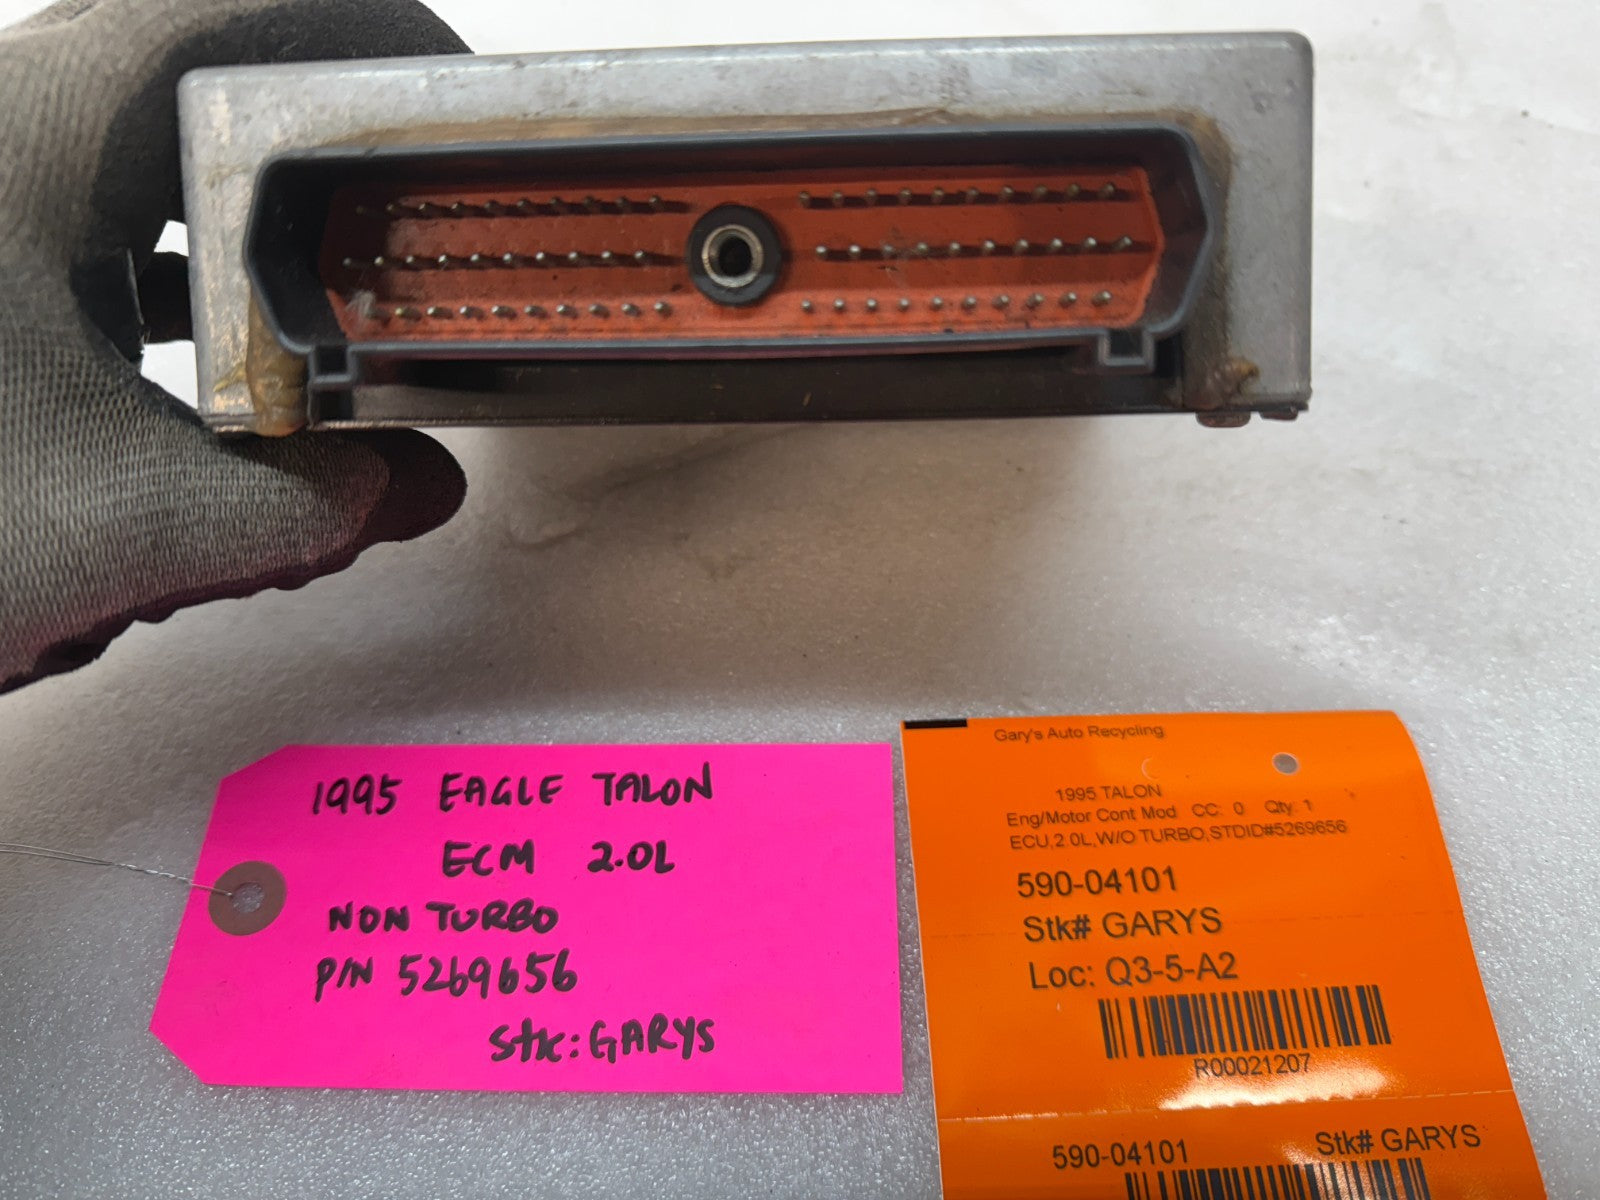 1995 EAGLE TALON
ECM 2.0L
NON TURBO
P/N 5269656
Stk: GARYS
Gary's Auto Recycling
1995 TALON
Eng/Motor Cont Mod CC: 0 Qty: 1
ECU,2.0L,W/O TURBO,STDID#5269656
590-04101
Stk# GARYS
Loc: Q3-5-A2
R00021207
590-04101 Stk# GARYS